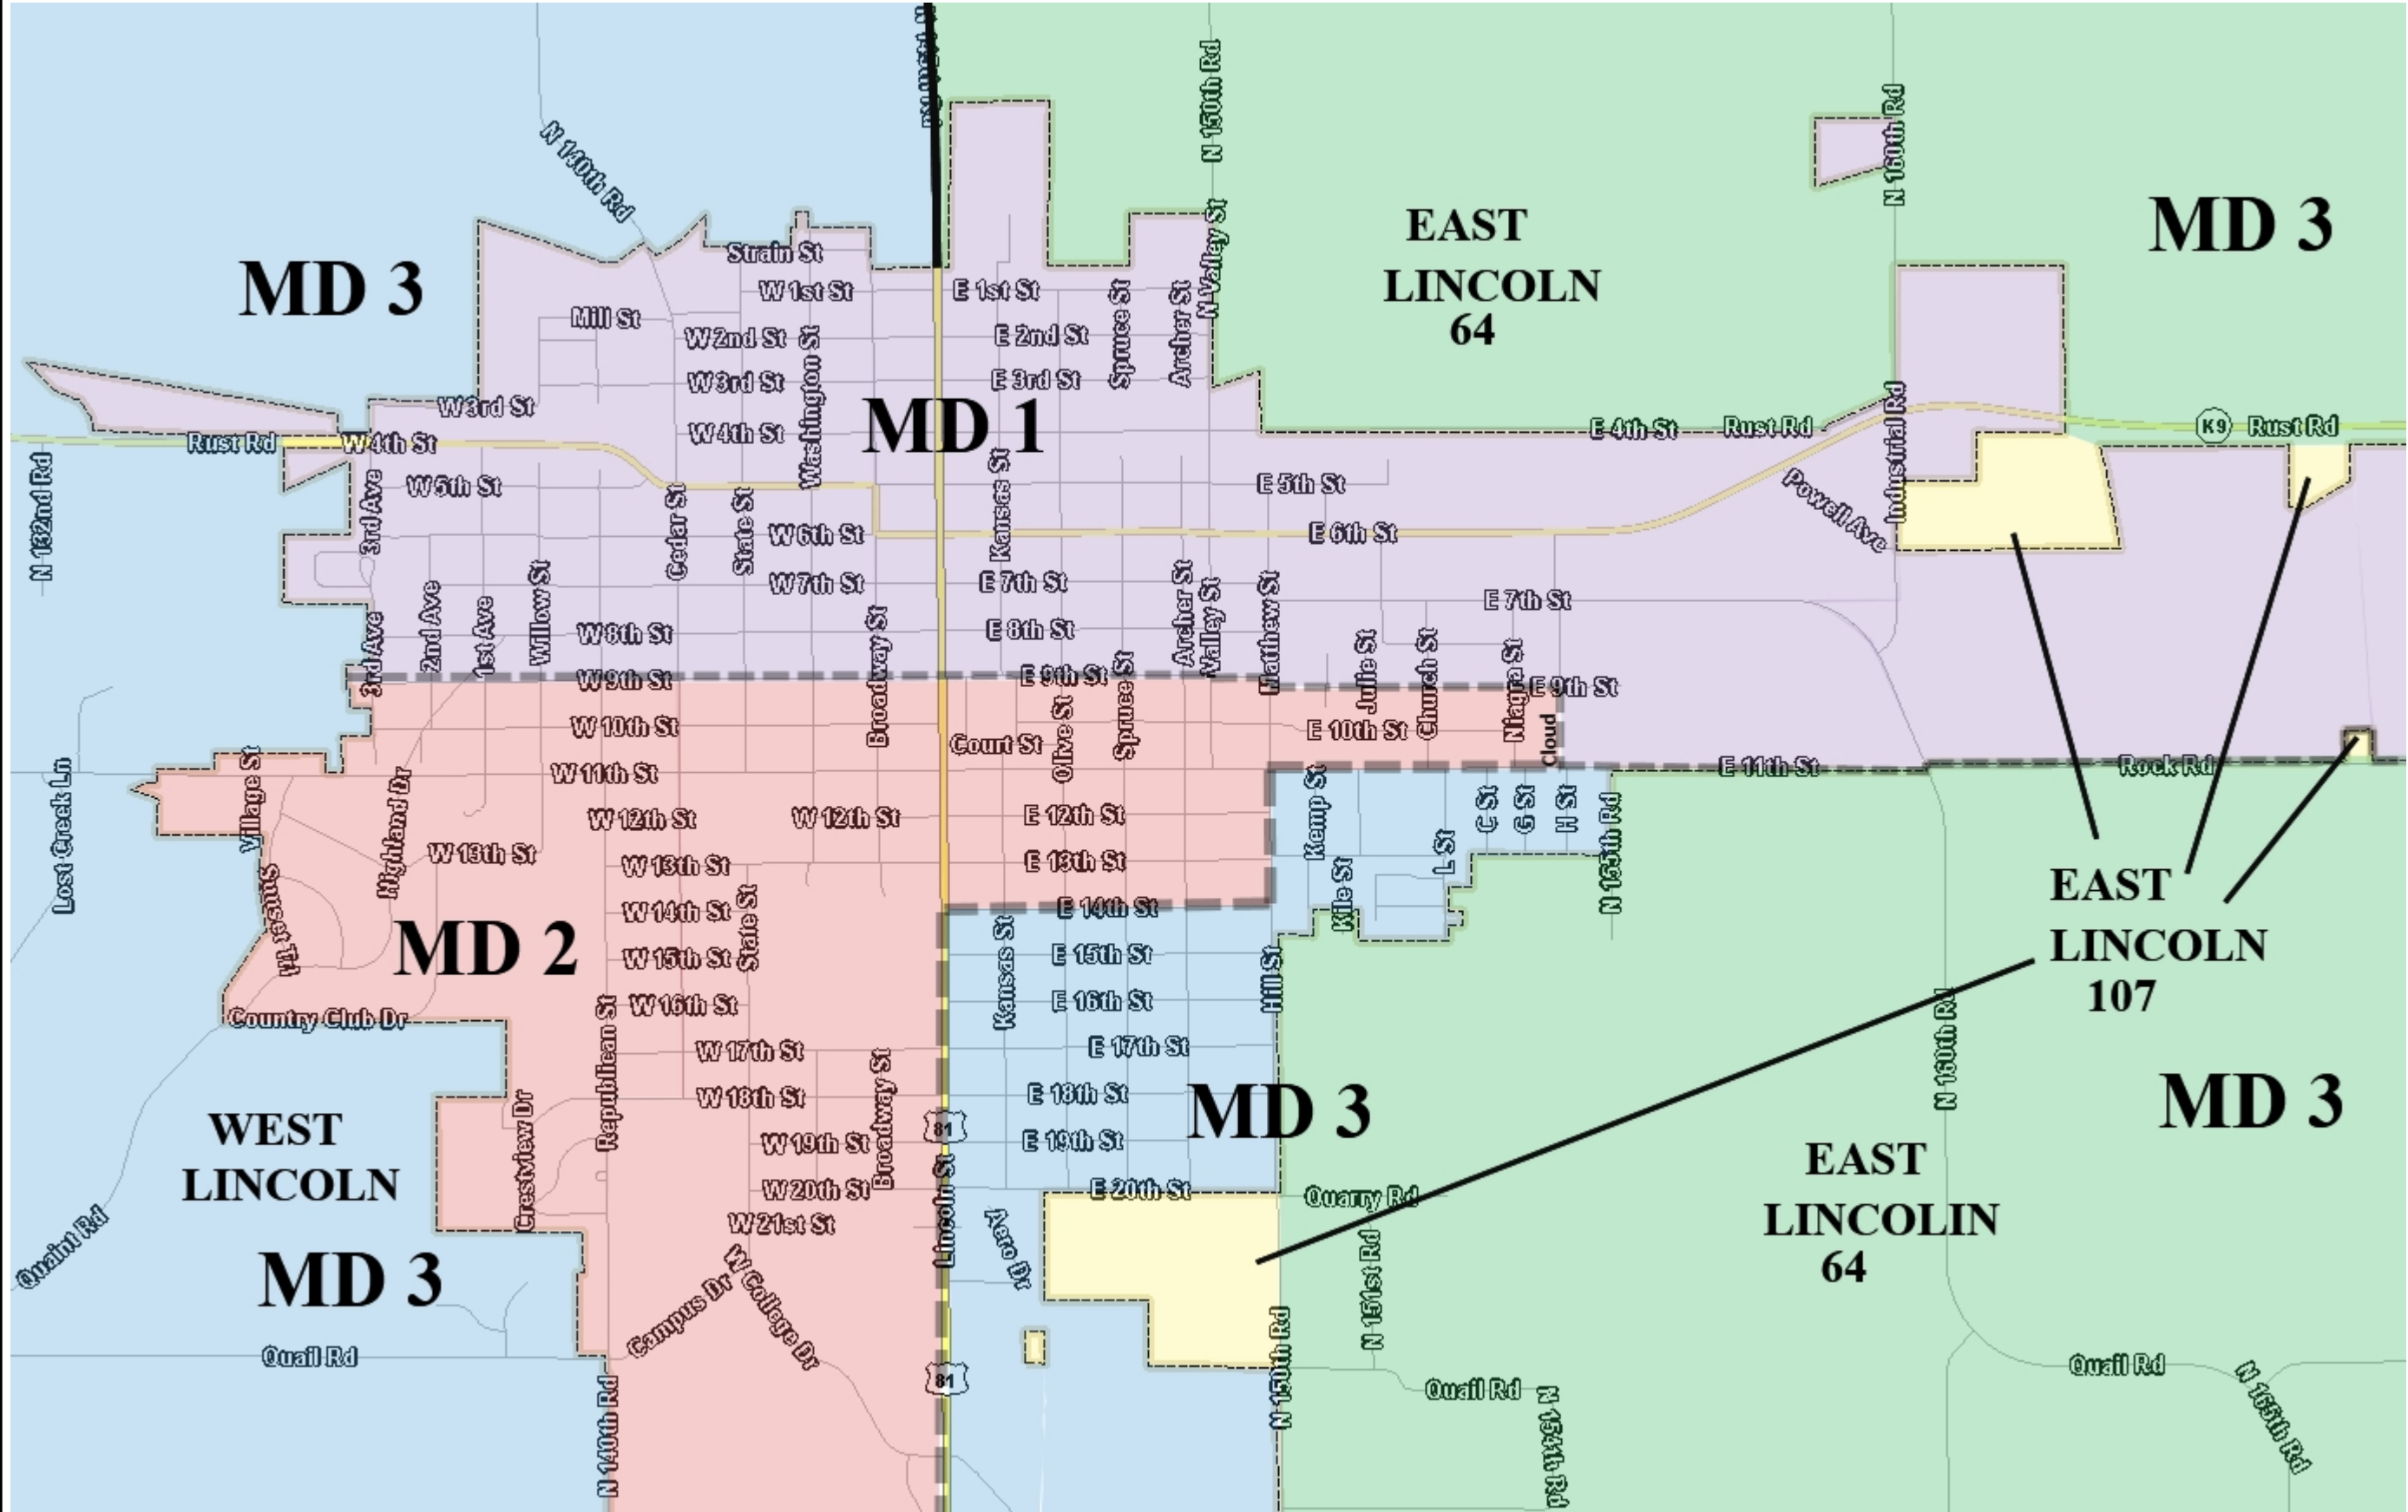 N 150th Rd
N 160th Rd
N 140th Rd
MD 3
EAST
LINCOLN
64
MD 3
N Valley St
Strain St
W 1st St
E 1st St
Mill St
W 2nd St
E 2nd St
Spruce St
Archer St
Washington St
W 3rd St
E 3rd St
W 3rd St
MD 1
Rust Rd
W 4th St
W 4th St
E 4th St
Rust Rd
Industrial Rd
K9
Rust Rd
N 132nd Rd
3rd Ave
W 5th St
Cedar St
State St
Kansas St
E 5th St
Powell Ave
W 6th St
E 6th St
W 7th St
E 7th St
E 7th St
2nd Ave
1st Ave
Willow St
3rd Ave
W 8th St
Broadway St
E 8th St
Archer St
Valley St
Matthew St
Julie St
Church St
Niagra St
W 9th St
E 9th St
E 9th St
Spruce St
Olive St
W 10th St
Court St
E 10th St
Cloud
W 11th St
E 11th St
Rock Rd
Lost Creek Ln
Village St
Highland Dr
W 12th St
W 12th St
E 12th St
Kemp St
C St
G St
H St
N 155th Rd
W 13th St
W 13th St
E 13th St
L St
Kile St
Sunset Trl
W 14th St
State St
E 14th St
EAST
LINCOLN
107
MD 2
W 15th St
Kansas St
E 15th St
Hill St
Country Club Dr
Republican St
W 16th St
E 16th St
N 160th Rd
W 17th St
E 17th St
Broadway St
WEST
LINCOLN
Crestview Dr
W 18th St
E 18th St
MD 3
MD 3
81
W 19th St
E 19th St
EAST
LINCOLIN
64
W 20th St
E 20th St
Quarry Rd
Lincoln St
W 21st St
Aero Dr
Quaint Rd
MD 3
Campus Dr
W College Dr
N 151st Rd
N 150th Rd
Quail Rd
81
Quail Rd
Quail Rd
N 140th Rd
N 154th Rd
N 165th Rd